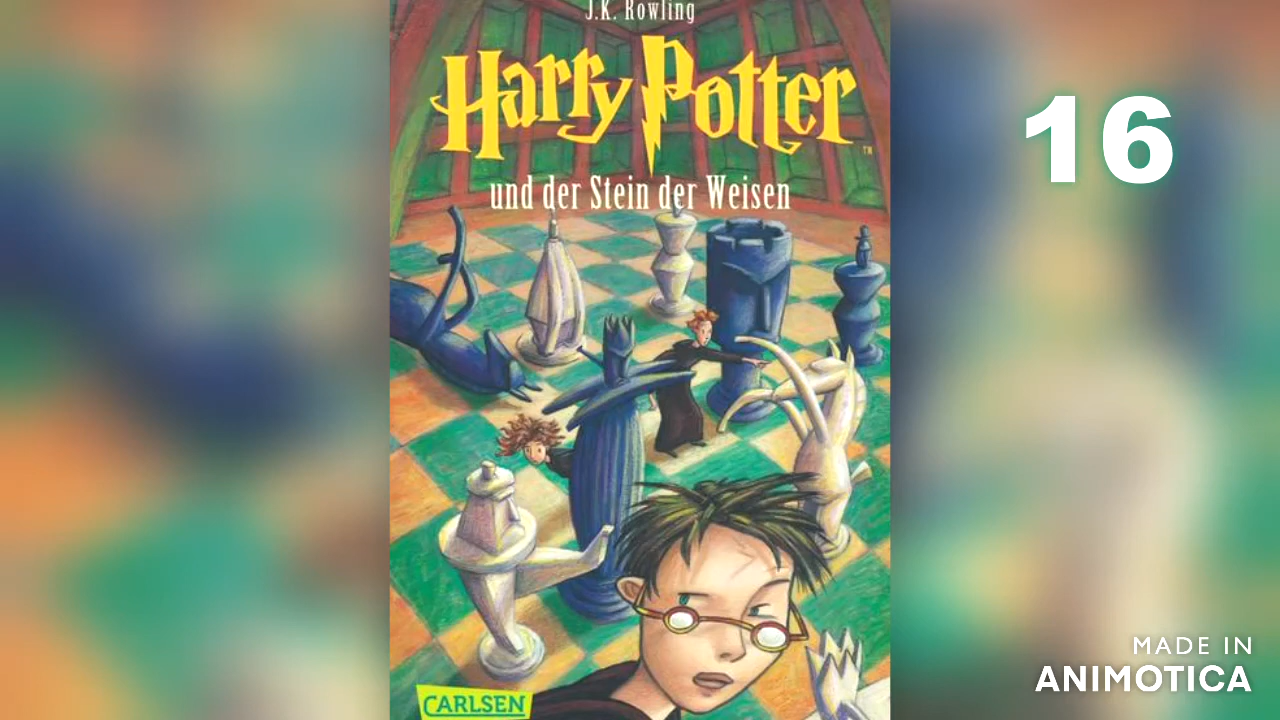 J.K. Rowling
Harry Potter
TM
und der Stein der Weisen
16
CARLSEN
MADE IN
ANIMOTICA